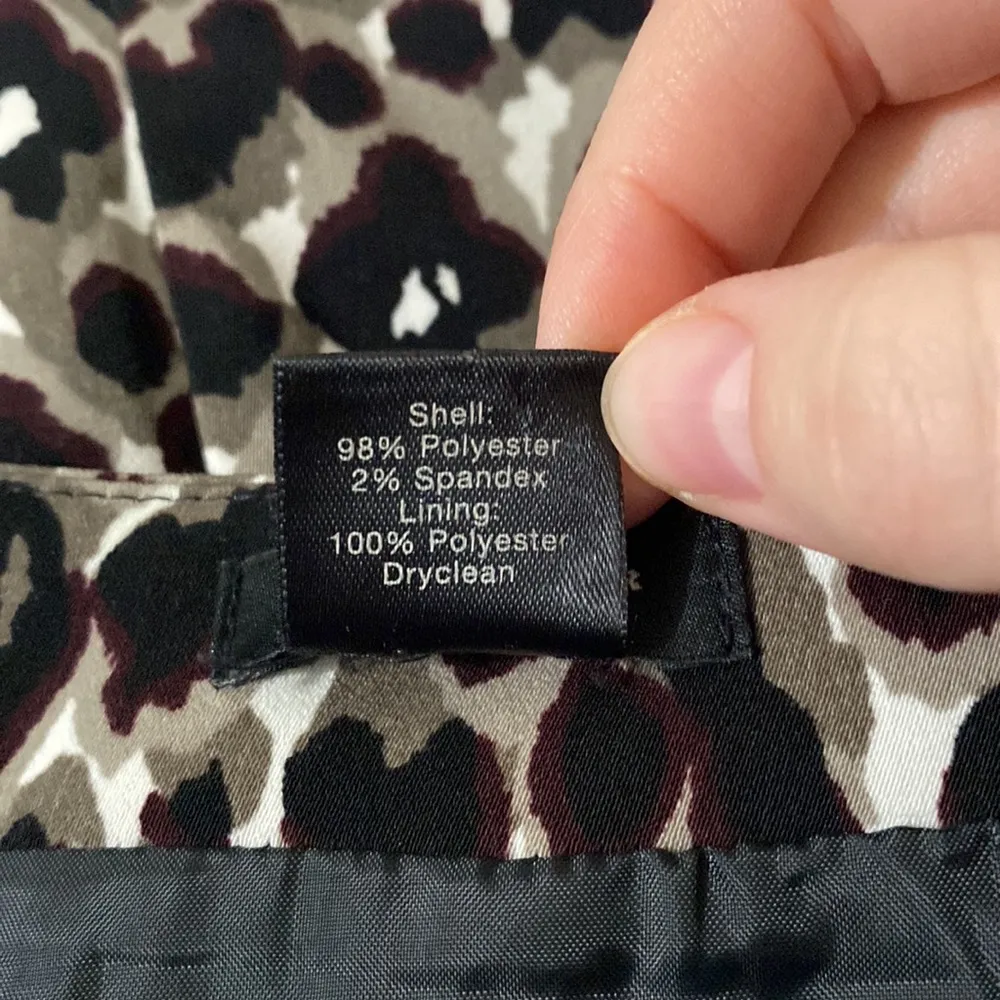 Shell:
98% Polyester
2% Spandex
Lining:
100% Polyester
Dryclean